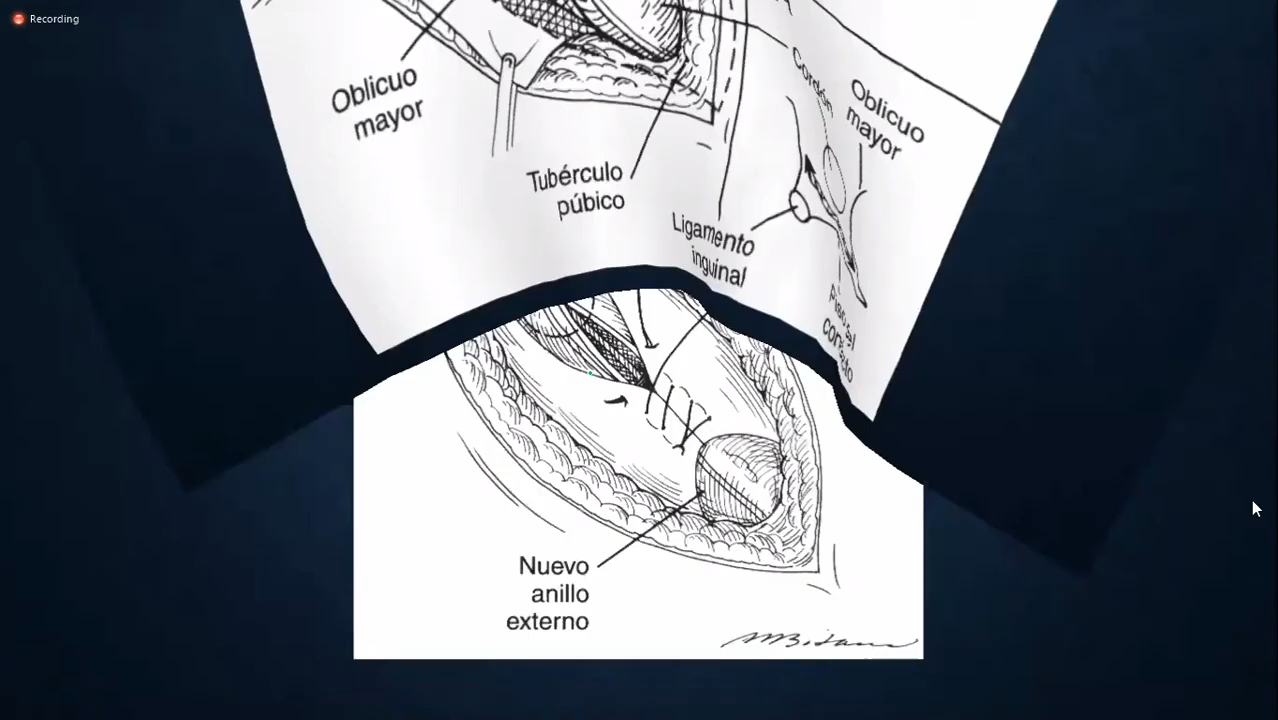 Recording
Oblicuo
mayor
Cordón
Oblicuo
mayor
Tubérculo
púbico
Ligamento
inguinal
Nuevo
anillo
externo